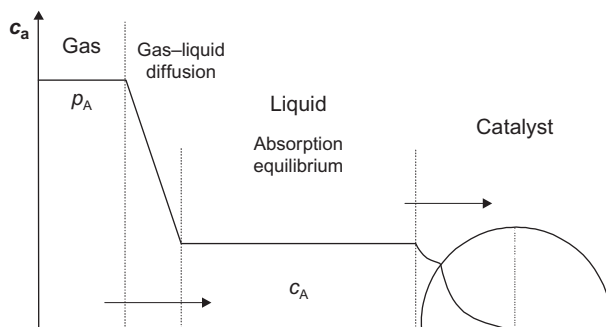 c_a
Gas
Gas–liquid
diffusion
p_A
Liquid
Absorption
equilibrium
Catalyst
c_A